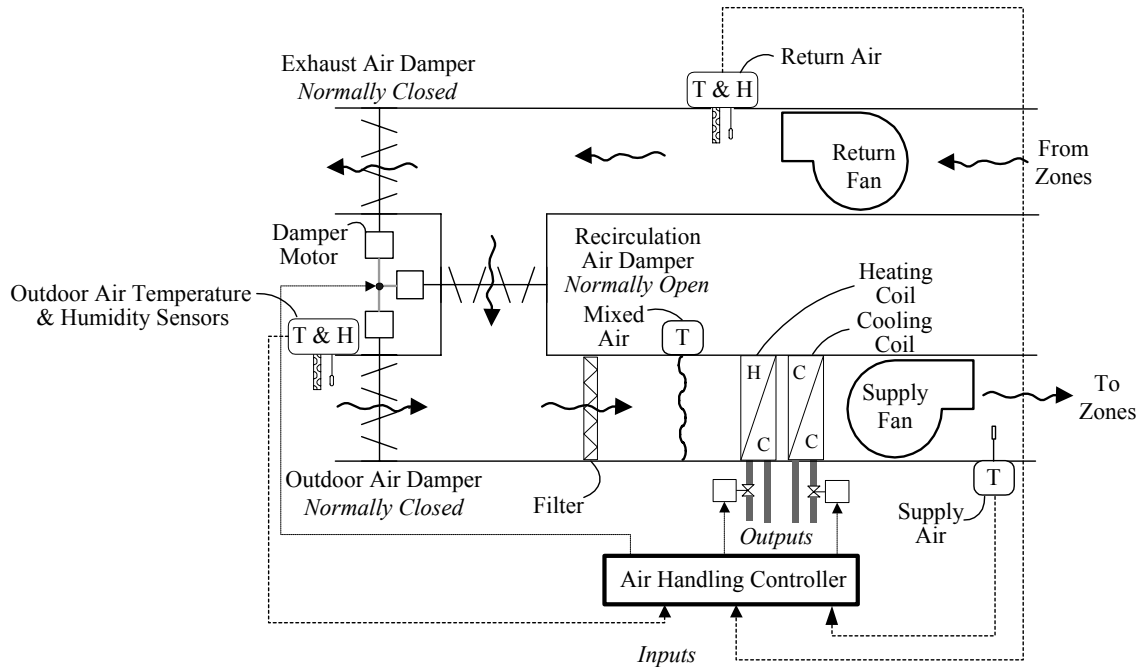 Return Air
T & H
Exhaust Air Damper
Normally Closed
Return
Fan
From
Zones
Damper
Motor
Recirculation
Air Damper
Normally Open
Heating
Coil
Cooling
Coil
Outdoor Air Temperature
& Humidity Sensors
T & H
Mixed
Air
T
H
C
C
C
Supply
Fan
To
Zones
Outdoor Air Damper
Normally Closed
Filter
T
Supply
Air
Outputs
Air Handling Controller
Inputs